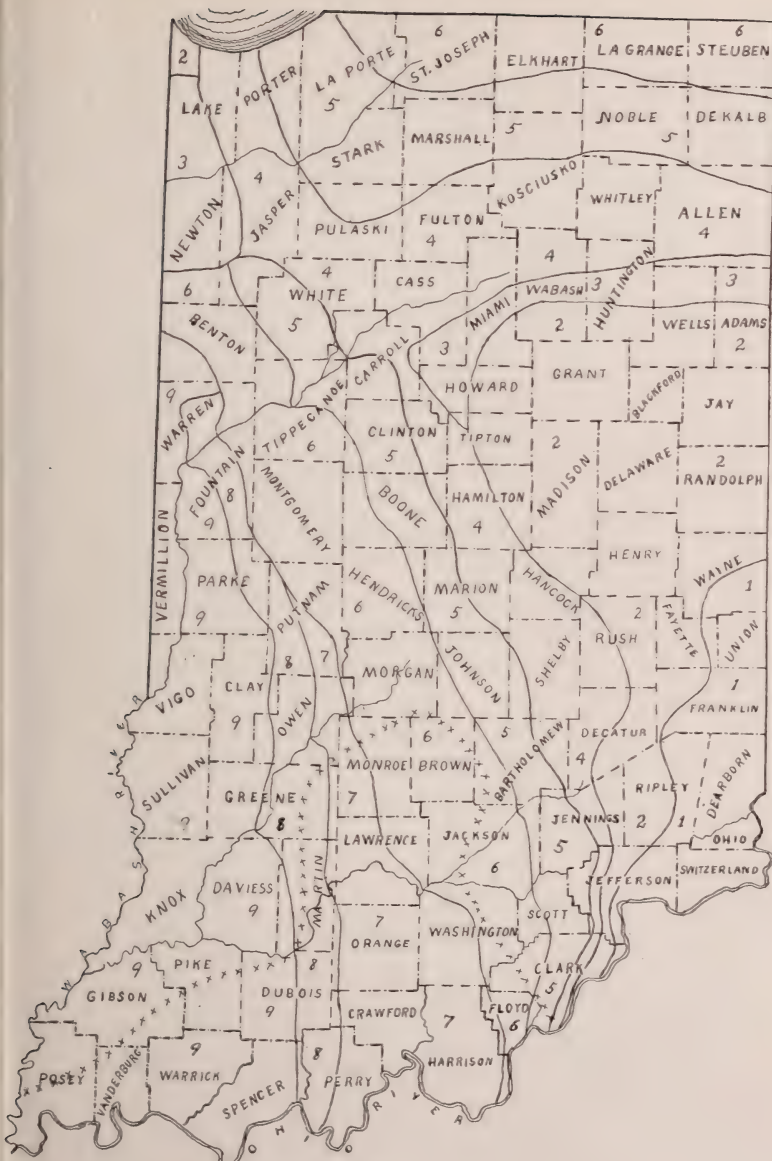 6 6 6
2 LAKE PORTER LA PORTE ST. JOSEPH ELKHART LA GRANGE STEUBEN
5 5 5
STARK MARSHALL NOBLE DEKALB
3 4
NEWTON JASPER PULASKI FULTON KOSCIUSKO WHITLEY ALLEN
4 4
6 4 WHITE CASS MIAMI 4 WABASH 3 HUNTINGTON 3
BENTON 5 CARROLL 3 2 WELLS ADAMS
2
HOWARD GRANT BLACKFORD JAY
9 WARREN TIPPECANOE CLINTON TIPTON 2 MADISON DELAWARE 2
6 5 RANDOLPH
FOUNTAIN 8 MONTGOMERY BOONE HAMILTON
9 4
VERMILLION PARKE PUTNAM HENDRICKS MARION HANCOCK HENRY WAYNE
9 6 5 2 1
8 7 MORGAN JOHNSON SHELBY RUSH FAYETTE UNION
VIGO CLAY OWEN 1
9 6 5 FRANKLIN
SULLIVAN GREENE MONROE BROWN BARTHOLOMEW 4 DECATUR RIPLEY DEARBORN
9 8 7 2 1
LAWRENCE JACKSON JENNINGS OHIO
6 5
KNOX DAVIESS MARTIN JEFFERSON SWITZERLAND
9 7 WASHINGTON SCOTT
ORANGE
WABASH RIVER
9 PIKE 8 CLARK
GIBSON DUBOIS 5
9 CRAWFORD 7 FLOYD
6
POSEY VANDERBURG 9 WARRICK SPENCER 8 PERRY HARRISON
OHIO RIVER